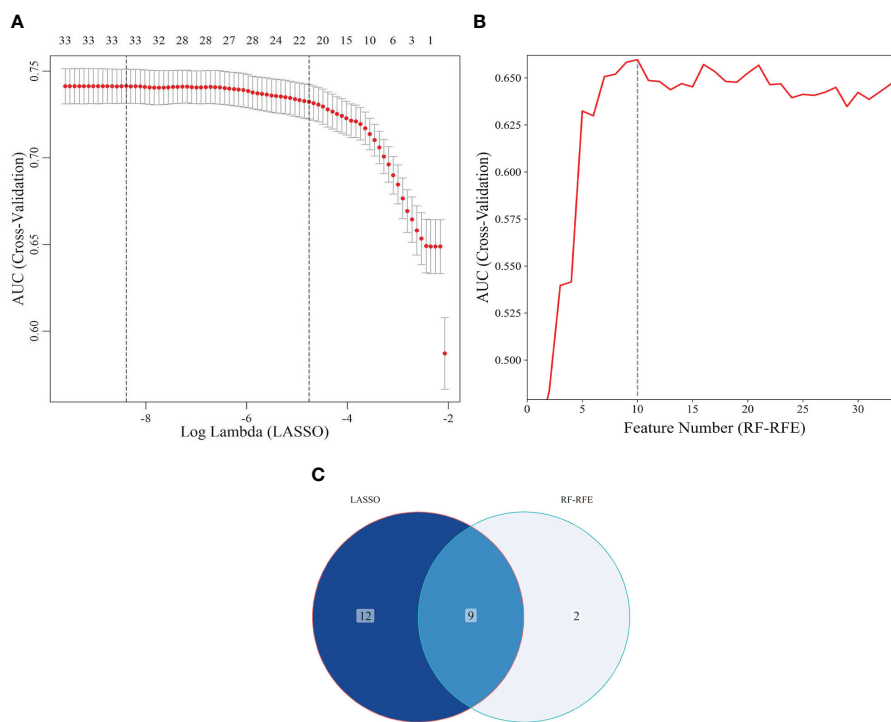 A
33 33 33 33 32 28 28 27 28 24 22 20 15 10 6 3 1
0.75
0.70
0.65
0.60
AUC (Cross-Validation)
-8 -6 -4 -2
Log Lambda (LASSO)
B
0.650
0.625
0.600
0.575
0.550
0.525
0.500
AUC (Cross-Validation)
0 5 10 15 20 25 30
Feature Number (RF-RFE)
C
LASSO RF-RFE
12 9 2